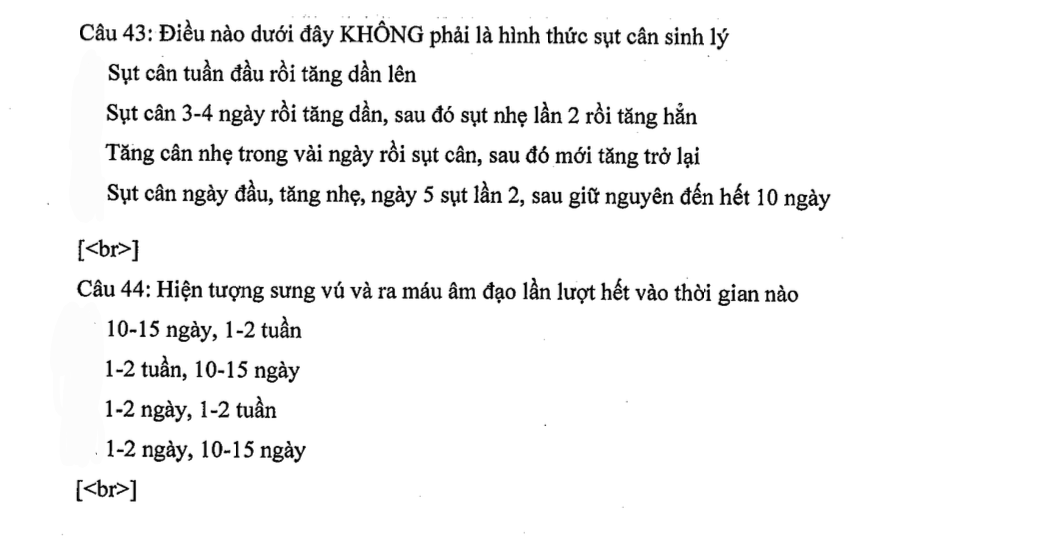 Câu 43: Điều nào dưới đây KHÔNG phải là hình thức sụt cân sinh lý
Sụt cân tuần đầu rồi tăng dần lên
Sụt cân 3-4 ngày rồi tăng dần, sau đó sụt nhẹ lần 2 rồi tăng hẳn
Tăng cân nhẹ trong vài ngày rồi sụt cân, sau đó mới tăng trở lại
Sụt cân ngày đầu, tăng nhẹ, ngày 5 sụt lần 2, sau giữ nguyên đến hết 10 ngày
[<br>]
Câu 44: Hiện tượng sưng vú và ra máu âm đạo lần lượt hết vào thời gian nào
10-15 ngày, 1-2 tuần
1-2 tuần, 10-15 ngày
1-2 ngày, 1-2 tuần
1-2 ngày, 10-15 ngày
[<br>]